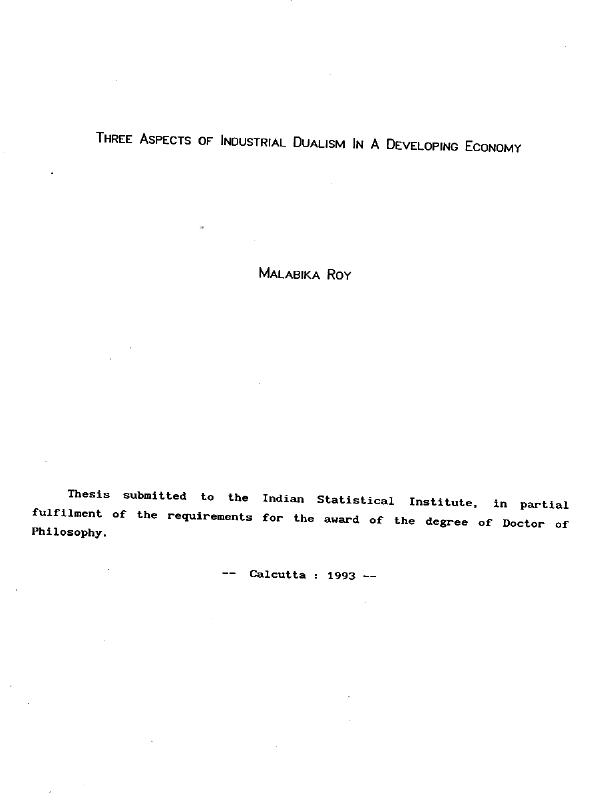 THREE ASPECTS OF INDUSTRIAL DUALISM IN A DEVELOPING ECONOMY
MALABIKA ROY
Thesis submitted to the Indian Statistical Institute, in partial
fulfilment of the requirements for the award of the degree of Doctor of
Philosophy.
-- Calcutta : 1993 --